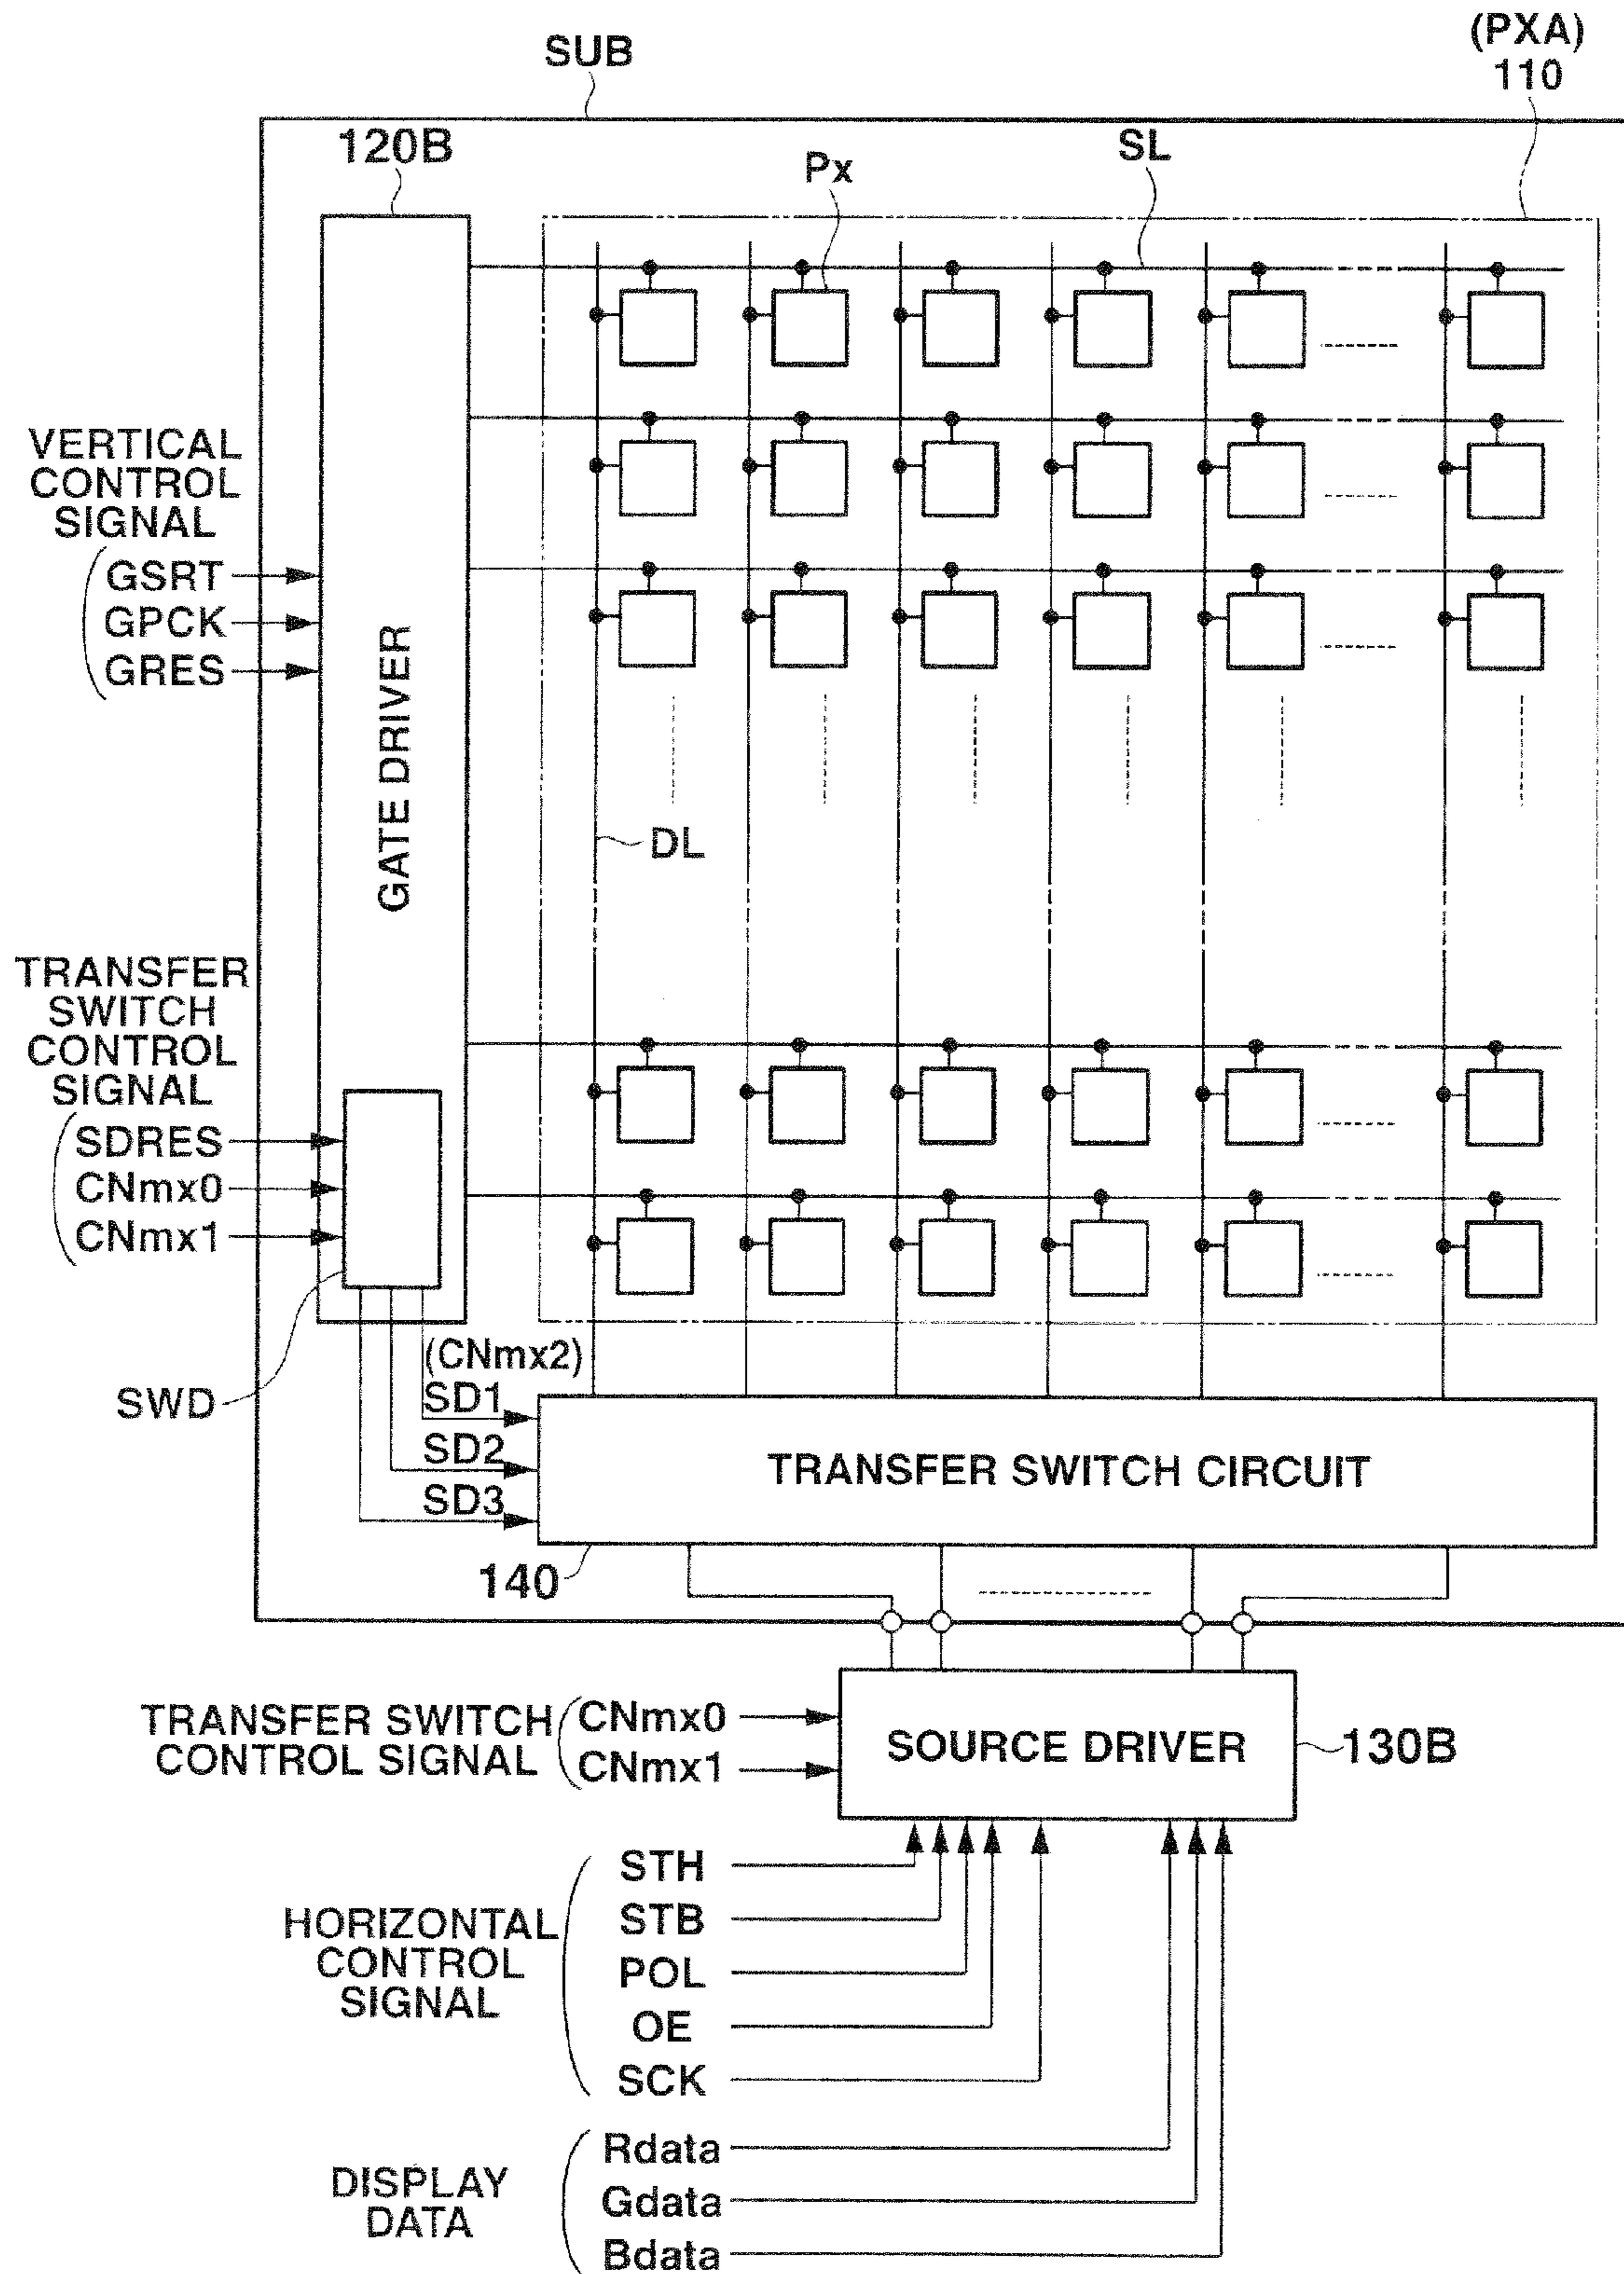 (PXA)
110
SUB
120B
Px
SL
VERTICAL
CONTROL
SIGNAL
GSRT
GPCK
GRES
GATE DRIVER
DL
TRANSFER
SWITCH
CONTROL
SIGNAL
SDRES
CNmx0
CNmx1
SWD
(CNmx2)
SD1
SD2
SD3
TRANSFER SWITCH CIRCUIT
140
TRANSFER SWITCH
CONTROL SIGNAL
CNmx0
CNmx1
SOURCE DRIVER
130B
HORIZONTAL
CONTROL
SIGNAL
STH
STB
POL
OE
SCK
DISPLAY
DATA
Rdata
Gdata
Bdata